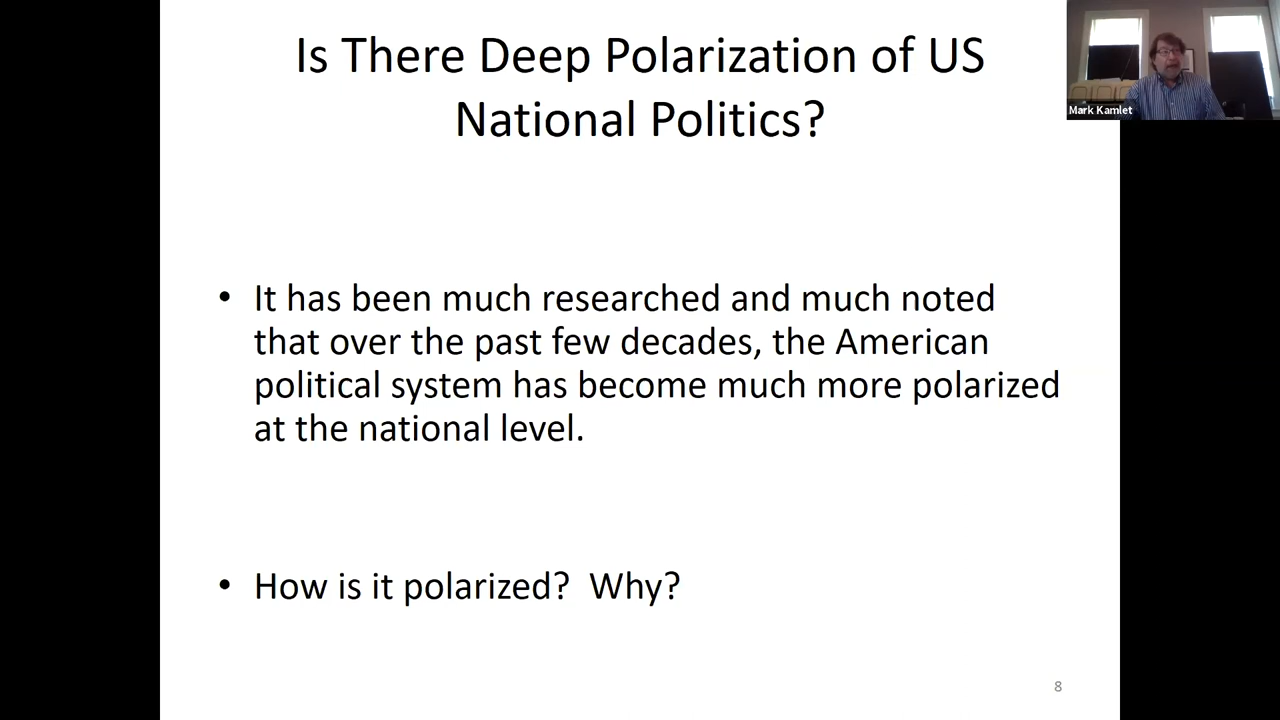 Is There Deep Polarization of US
National Politics?
Mark Kamlet
• It has been much researched and much noted
that over the past few decades, the American
political system has become much more polarized
at the national level.
• How is it polarized?  Why?
8